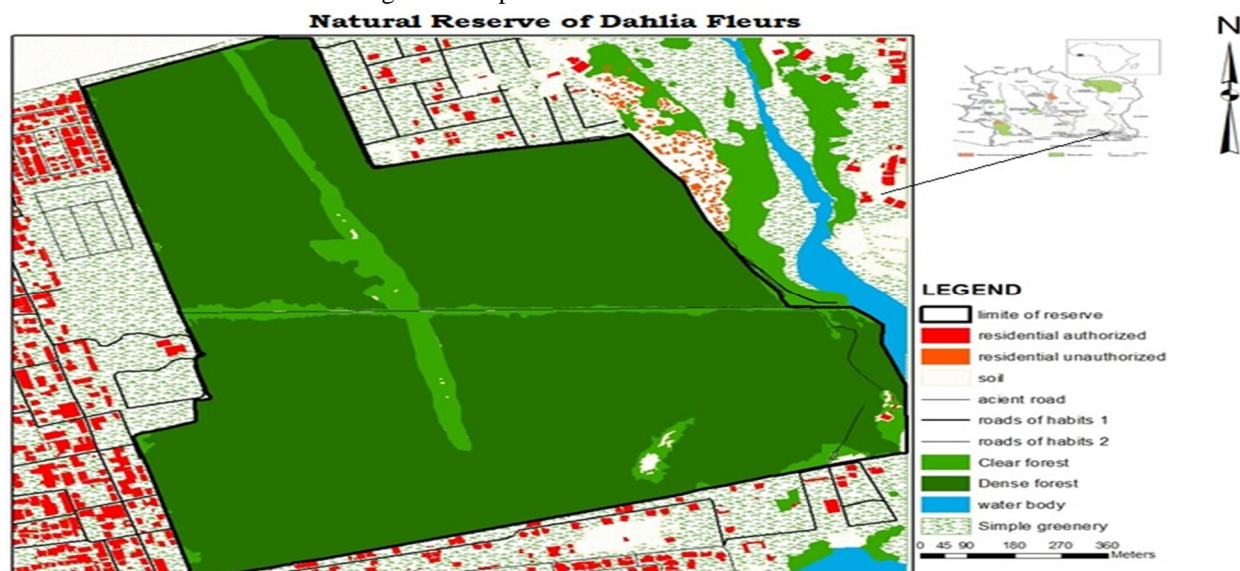 Natural Reserve of Dahlia Fleurs
N
LEGEND
limite of reserve
residential authorized
residential unauthorized
soil
acient road
roads of habits 1
roads of habits 2
Clear forest
Dense forest
water body
Simple greenery
0 45 90 180 270 360
Meters